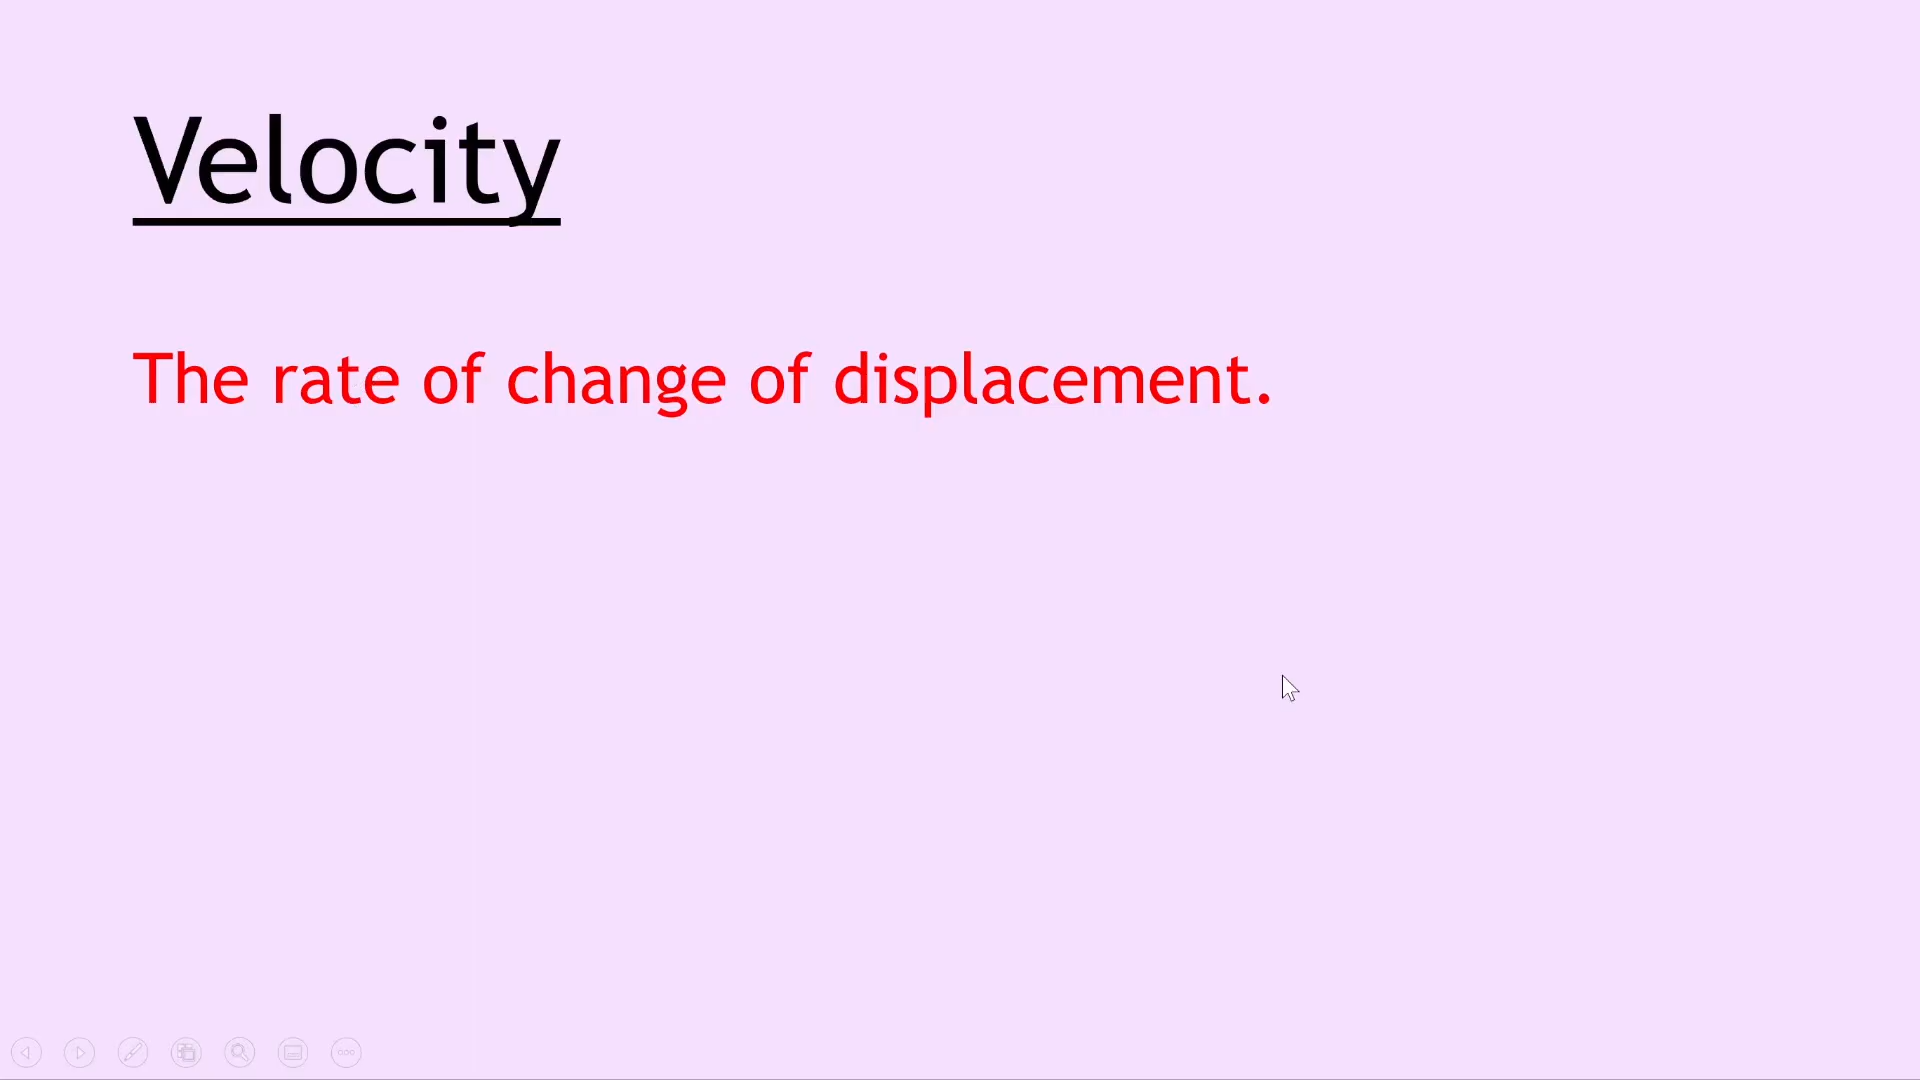 Velocity
The rate of change of displacement.